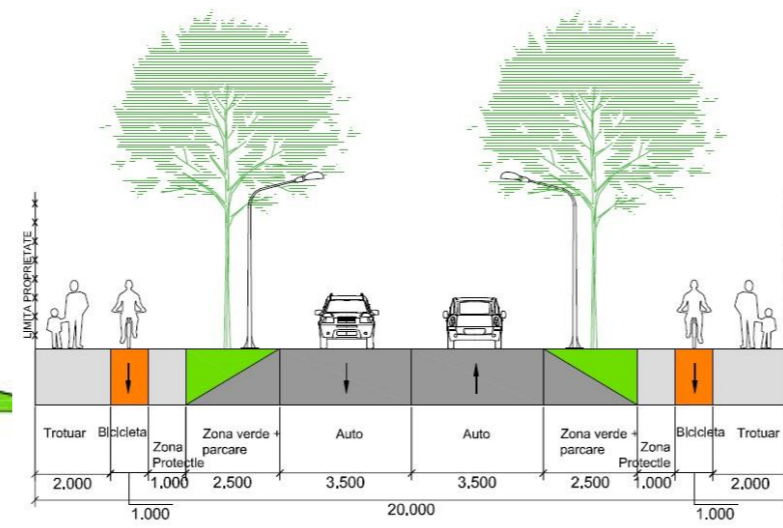 LIMITA PROPRIETATE
Trotuar
Bicicleta
Zona
Protectie
Zona verde +
parcare
Auto
Auto
Zona verde +
parcare
Zona
Protectie
Bicicleta
Trotuar
2,000
1.000
2,500
3,500
3,500
2,500
1.000
2,000
20,000
1.000
1.000